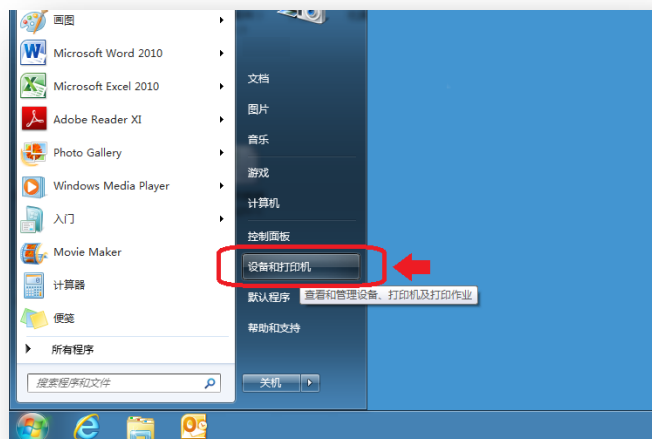 画图
Microsoft Word 2010
Microsoft Excel 2010
Adobe Reader XI
Photo Gallery
Windows Media Player
入门
Movie Maker
计算器
便笺
所有程序
搜索程序和文件
文档
图片
音乐
游戏
计算机
控制面板
设备和打印机
默认程序
查看和管理设备、打印机及打印作业
帮助和支持
关机